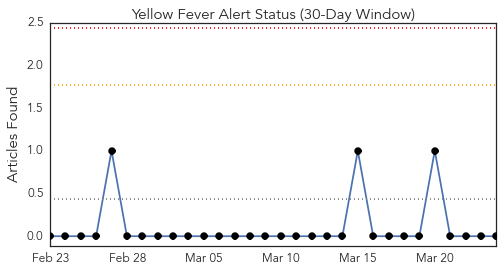 Yellow Fever Alert Status (30-Day Window)
Articles Found
2.5
2.0
1.5
1.0
0.5
0.0
Feb 23 Feb 28 Mar 05 Mar 10 Mar 15 Mar 20